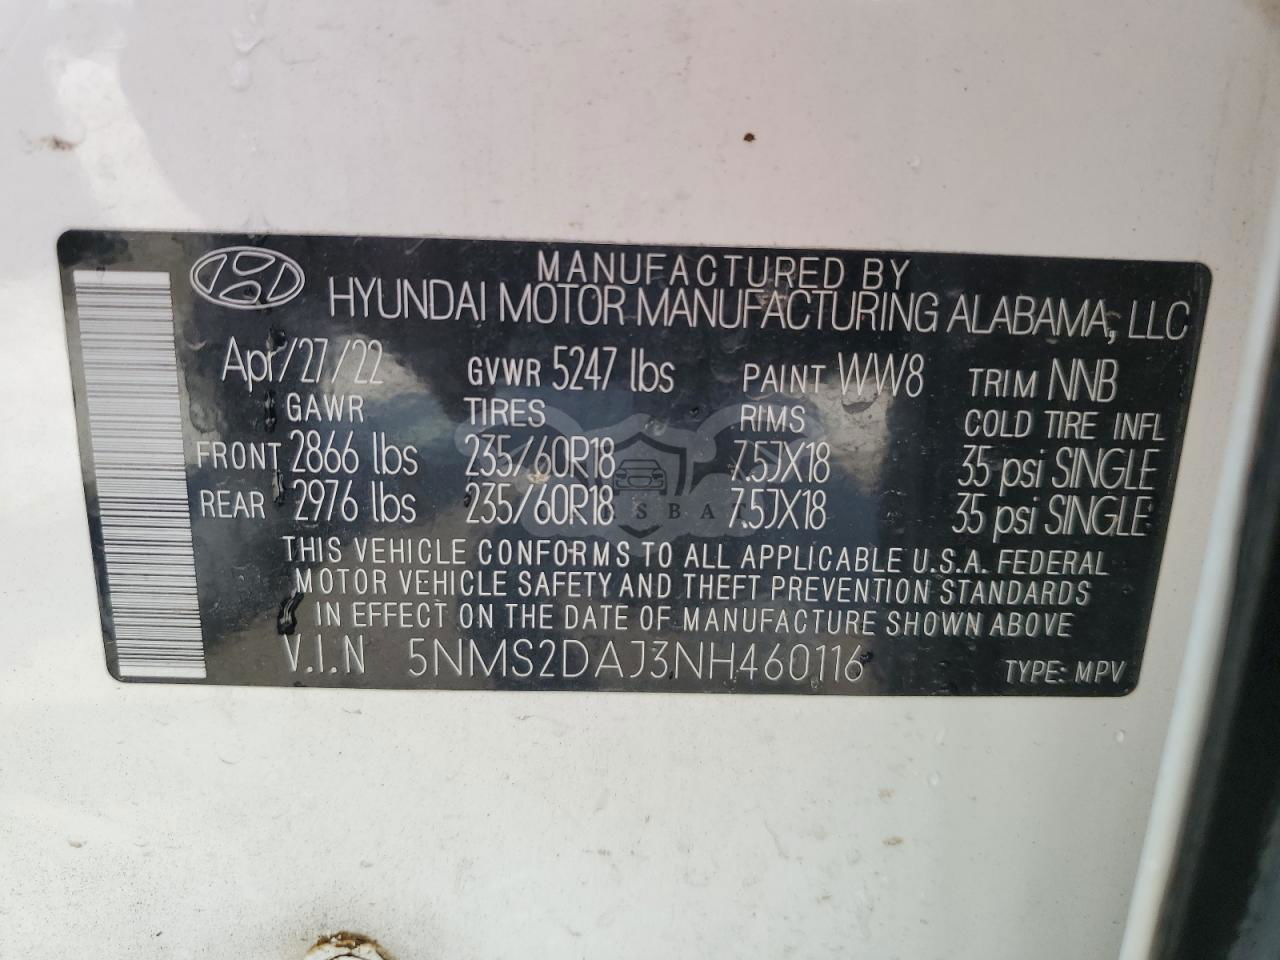 MANUFACTURED BY
HYUNDAI MOTOR MANUFACTURING ALABAMA, LLC
Apr/27/22 GVWR 5247 lbs PAINT WW8 TRIM NNB
GAWR TIRES RIMS COLD TIRE INFL
FRONT 2866 lbs 235/60R18 7.5JX18 35 psi SINGLE
REAR 2976 lbs 235/60R18 7.5JX18 35 psi SINGLE
THIS VEHICLE CONFORMS TO ALL APPLICABLE U.S.A. FEDERAL
MOTOR VEHICLE SAFETY AND THEFT PREVENTION STANDARDS
IN EFFECT ON THE DATE OF MANUFACTURE SHOWN ABOVE
V.I.N 5NMS2DAJ3NH460116 TYPE: MPV